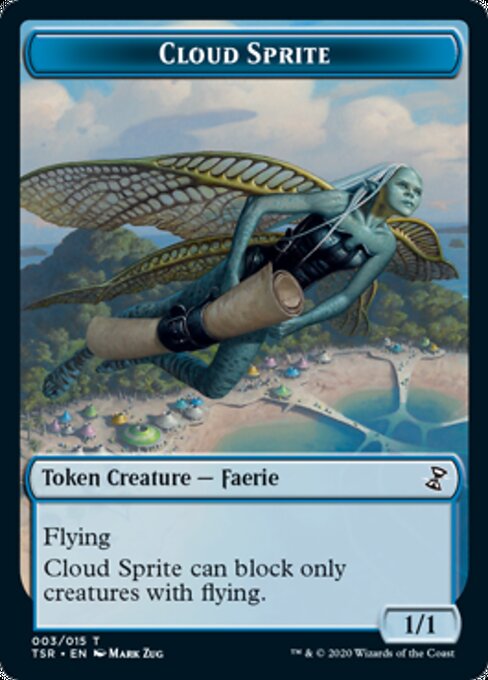 Cloud Sprite
Token Creature — Faerie
Flying
Cloud Sprite can block only
creatures with flying.
1/1
003/015 T
TSR • EN Mark Zug
™ & © 2020 Wizards of the Coast